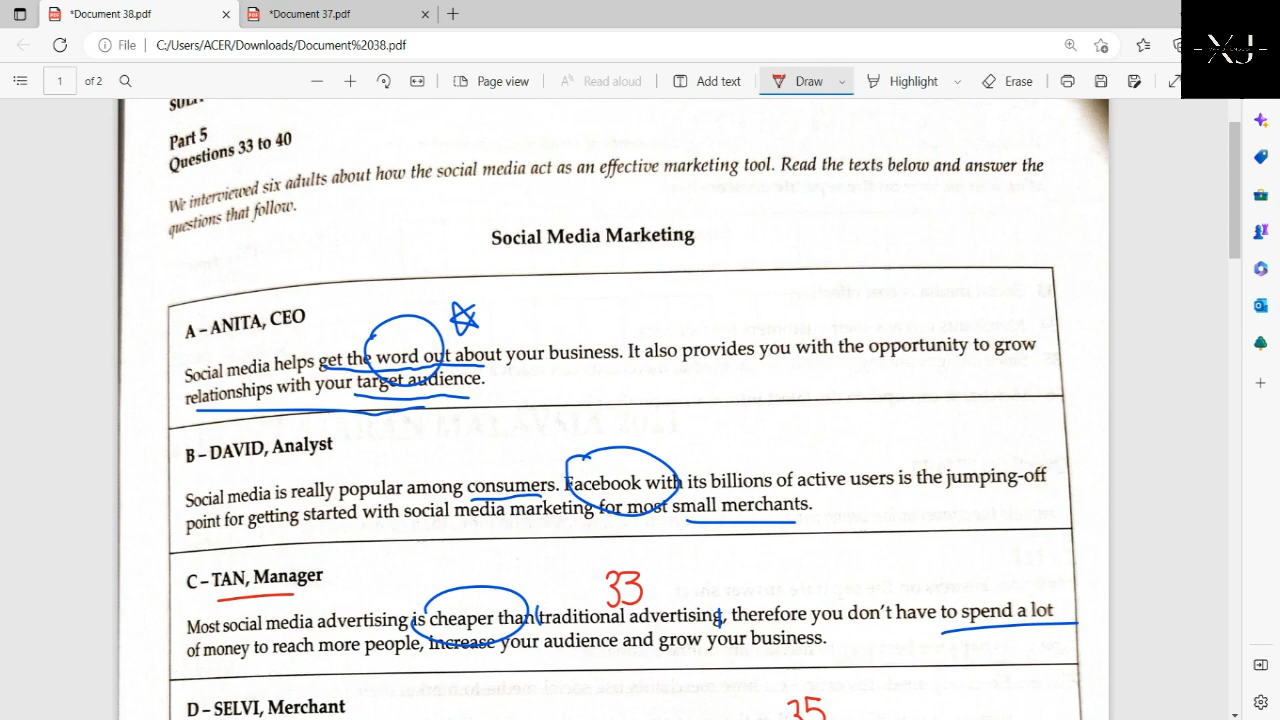 *Document 38.pdf
*Document 37.pdf
File C:/Users/ACER/Downloads/Document%2038.pdf
XJ
1 of 2 Page view Read aloud Add text Draw Highlight Erase
Part 5
Questions 33 to 40
We interviewed six adults about how the social media act as an effective marketing tool. Read the texts below and answer the
questions that follow.
Social Media Marketing
A – ANITA, CEO
Social media helps get the word out about your business. It also provides you with the opportunity to grow
relationships with your target audience.
B – DAVID, Analyst
Social media is really popular among consumers. Facebook with its billions of active users is the jumping-off
point for getting started with social media marketing for most small merchants.
C – TAN, Manager
33
Most social media advertising is cheaper than traditional advertising, therefore you don't have to spend a lot
of money to reach more people, increase your audience and grow your business.
D – SELVI, Merchant
35